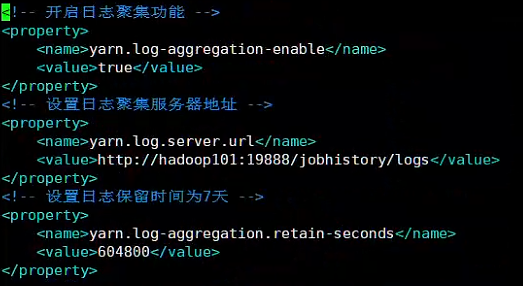 <!-- 开启日志聚集功能 -->
<property>
    <name>yarn.log-aggregation-enable</name>
    <value>true</value>
</property>
<!-- 设置日志聚集服务器地址 -->
<property>
    <name>yarn.log.server.url</name>
    <value>http://hadoop101:19888/jobhistory/logs</value>
</property>
<!-- 设置日志保留时间为7天 -->
<property>
    <name>yarn.log-aggregation.retain-seconds</name>
    <value>604800</value>
</property>